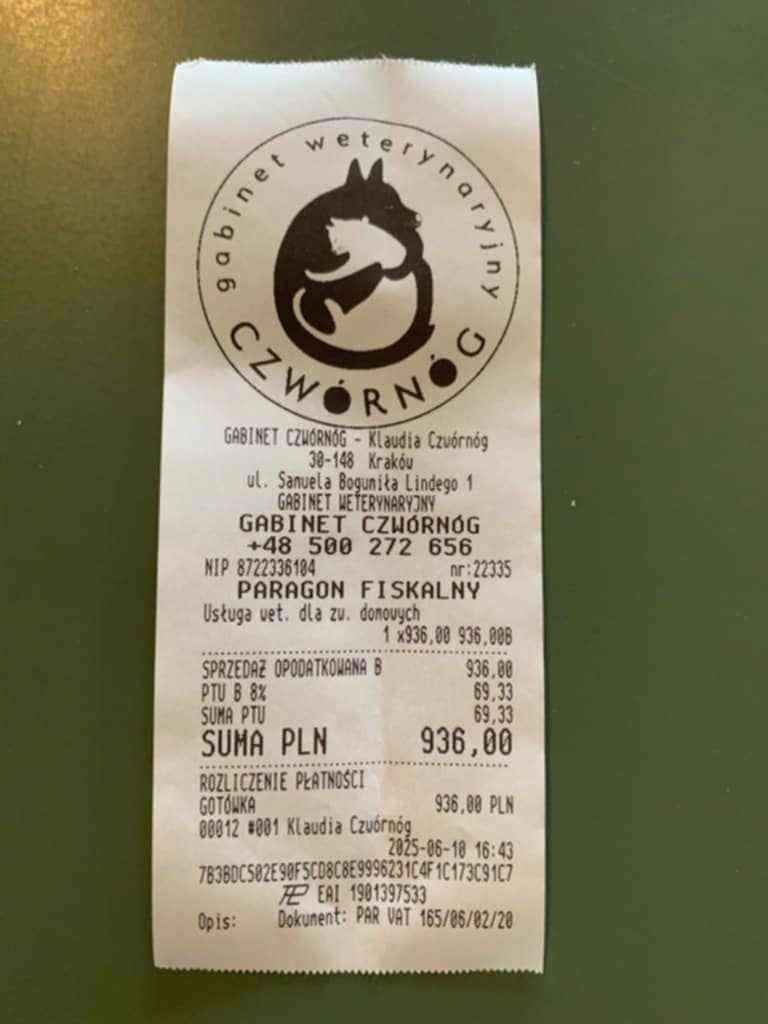 gabinet weterynaryjny
CZWÓRNÓG
GABINET CZWÓRNÓG - Klaudia Czwórnóg
30-148 Kraków
ul. Samuela Bogumiła Lindego 1
GABINET WETERYNARYJNY
GABINET CZWÓRNÓG
+48 500 272 656
NIP 8722336104 nr:22335
PARAGON FISKALNY
Usługa wet. dla zw. domowych
1 x936,00 936,00B
SPRZEDAŻ OPODATKOWANA B 936,00
PTU B 8% 69,33
SUMA PTU 69,33
SUMA PLN 936,00
ROZLICZENIE PŁATNOŚCI
GOTÓWKA 936,00 PLN
00012 #001 Klaudia Czwórnóg
2025-06-10 16:43
7B3BDC502E90F5CD8C8E9996231C4F1C173C91C7
EAI 1901397533
Opis: Dokument: PAR VAT 165/06/02/20